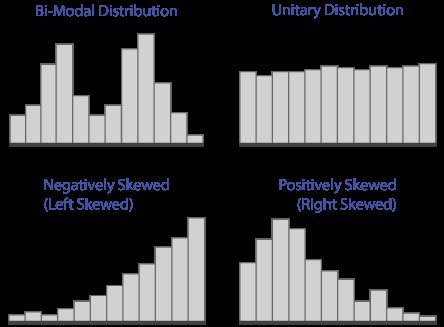 Bi-Modal Distribution
Unitary Distribution
Negatively Skewed
(Left Skewed)
Positively Skewed
(Right Skewed)